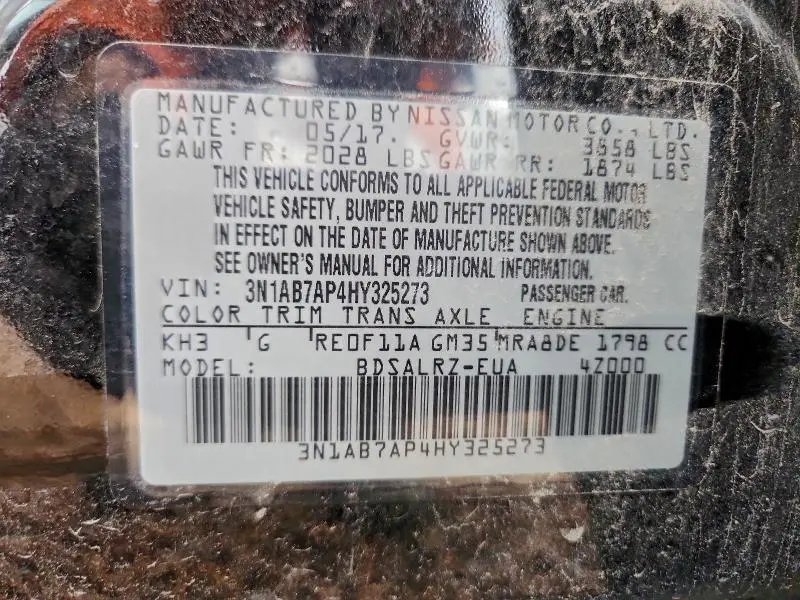 MANUFACTURED BY NISSAN MOTOR CO., LTD.
DATE: 05/17. GVWR: 3858 LBS
GAWR FR: 2028 LBS GAWR RR: 1874 LBS
THIS VEHICLE CONFORMS TO ALL APPLICABLE FEDERAL MOTOR
VEHICLE SAFETY, BUMPER AND THEFT PREVENTION STANDARDS
IN EFFECT ON THE DATE OF MANUFACTURE SHOWN ABOVE.
SEE OWNER'S MANUAL FOR ADDITIONAL INFORMATION.
VIN: 3N1AB7AP4HY325273 PASSENGER CAR.
COLOR TRIM TRANS AXLE ENGINE
KH3 G RE0F11A GM35 MRA8DE 1798 CC
MODEL: BDSALRZ-EUA 4Z000
3N1AB7AP4HY325273